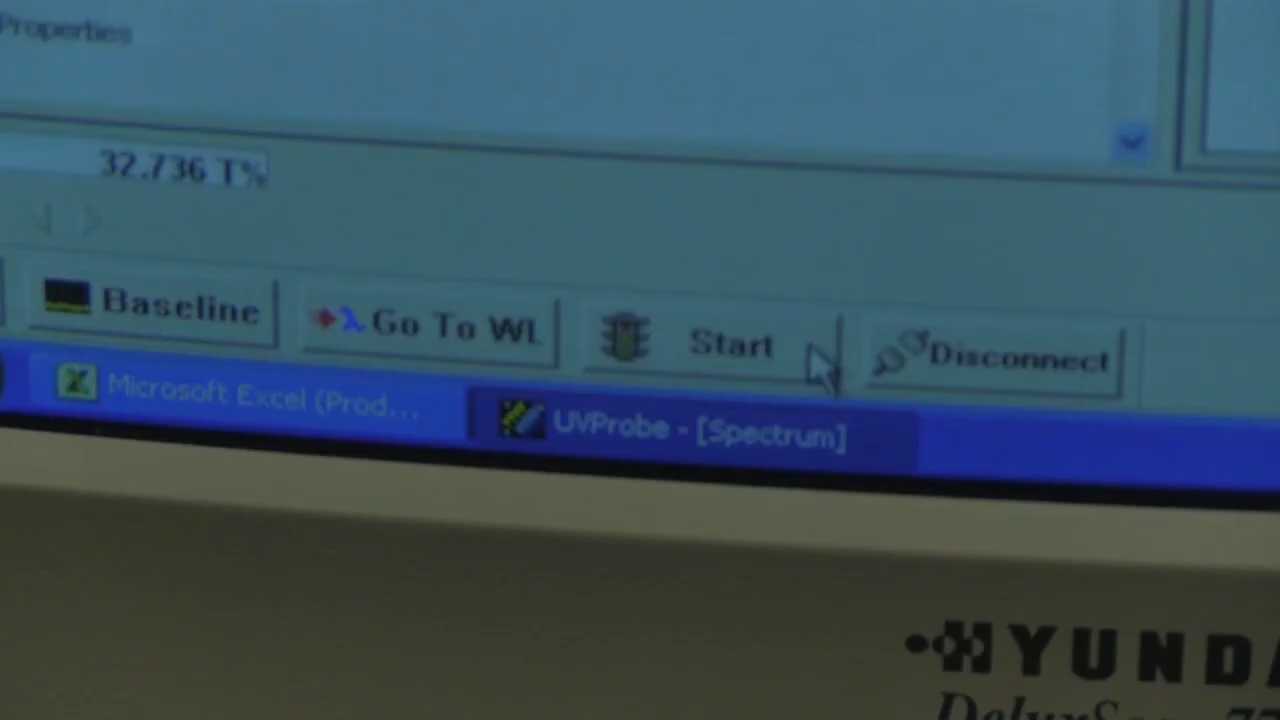 Properties
32.736 T%
Baseline
Go To WL
Start
Disconnect
Microsoft Excel (Prod...
UVProbe - [Spectrum]
HYUNDA